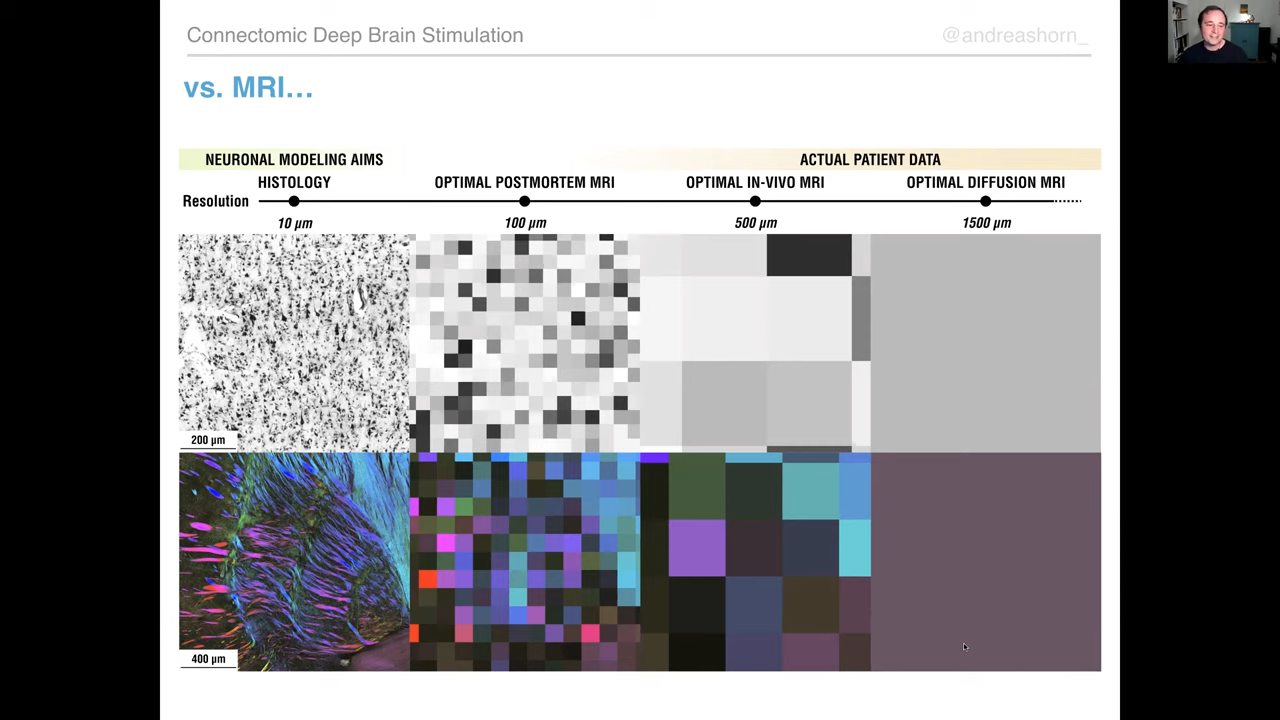 Connectomic Deep Brain Stimulation
@andreashorn_
vs. MRI…
NEURONAL MODELING AIMS
ACTUAL PATIENT DATA
HISTOLOGY
OPTIMAL POSTMORTEM MRI
OPTIMAL IN-VIVO MRI
OPTIMAL DIFFUSION MRI
Resolution
10 µm
100 µm
500 µm
1500 µm
200 µm
400 µm